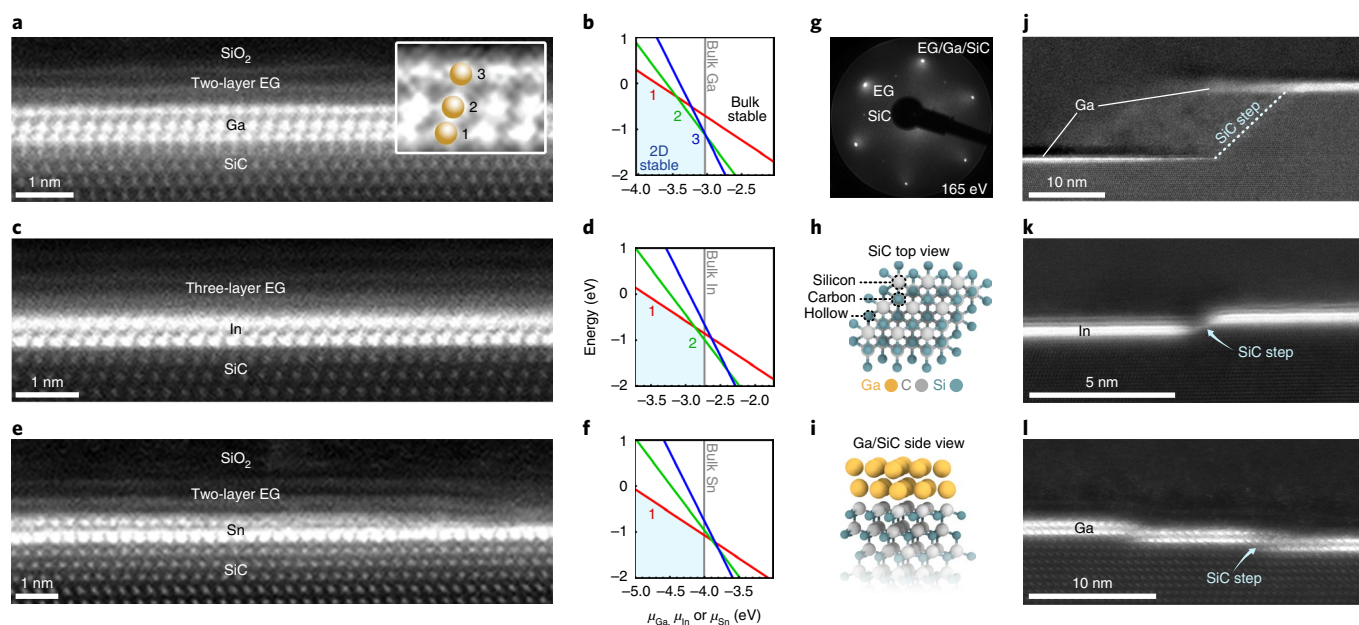 a
SiO2
Two-layer EG
Ga
SiC
1 nm
3
2
1
b
1
0
−1
−2
1
2
3
Bulk Ga
Bulk stable
2D stable
−4.0 −3.5 −3.0 −2.5
c
Three-layer EG
In
SiC
1 nm
d
Energy (eV)
1
0
−1
−2
1
2
Bulk In
−3.5 −3.0 −2.5 −2.0
e
SiO2
Two-layer EG
Sn
SiC
1 nm
f
1
0
−1
−2
1
Bulk Sn
−5.0 −4.5 −4.0 −3.5
μGa, μIn or μSn (eV)
g
EG/Ga/SiC
EG
SiC
165 eV
h
SiC top view
Silicon
Carbon
Hollow
Ga C Si
i
Ga/SiC side view
j
Ga
SiC step
10 nm
k
In
SiC step
5 nm
l
Ga
SiC step
10 nm